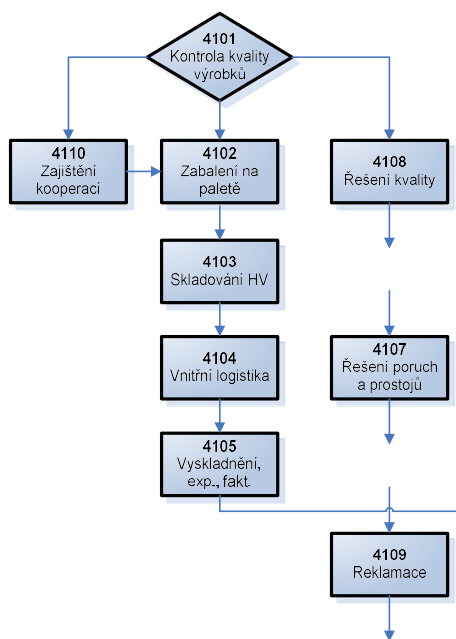 4101
Kontrola kvality
výrobků
4110
Zajištění
kooperací
4102
Zabalení na
paletě
4108
Řešení kvality
4103
Skladování HV
4104
Vnitřní logistika
4107
Řešení poruch
a prostojů
4105
Vyskladnění,
exp., fakt.
4109
Reklamace